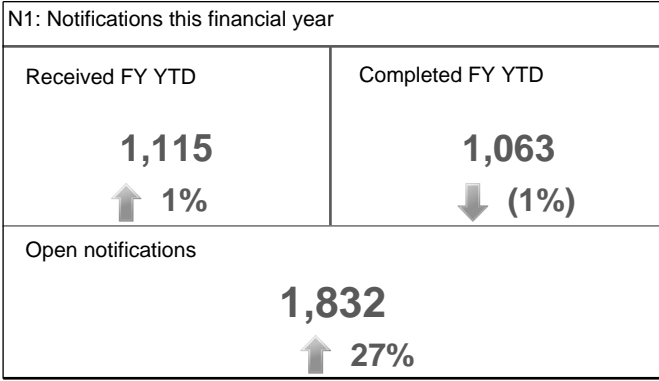 N1: Notifications this financial year
Received FY YTD
1,115
1%
Completed FY YTD
1,063
(1%)
Open notifications
1,832
27%